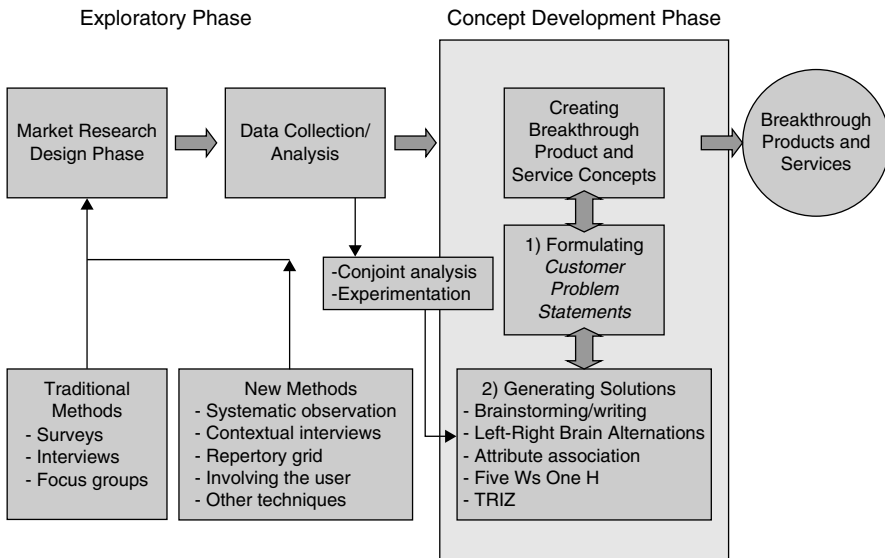 Exploratory Phase
Concept Development Phase
Market Research
Design Phase
Data Collection/
Analysis
Creating
Breakthrough
Product and
Service Concepts
Breakthrough
Products and
Services
-Conjoint analysis
-Experimentation
1) Formulating
Customer
Problem
Statements
Traditional
Methods
- Surveys
- Interviews
- Focus groups
New Methods
- Systematic observation
- Contextual interviews
- Repertory grid
- Involving the user
- Other techniques
2) Generating Solutions
- Brainstorming/writing
- Left-Right Brain Alternations
- Attribute association
- Five Ws One H
- TRIZ